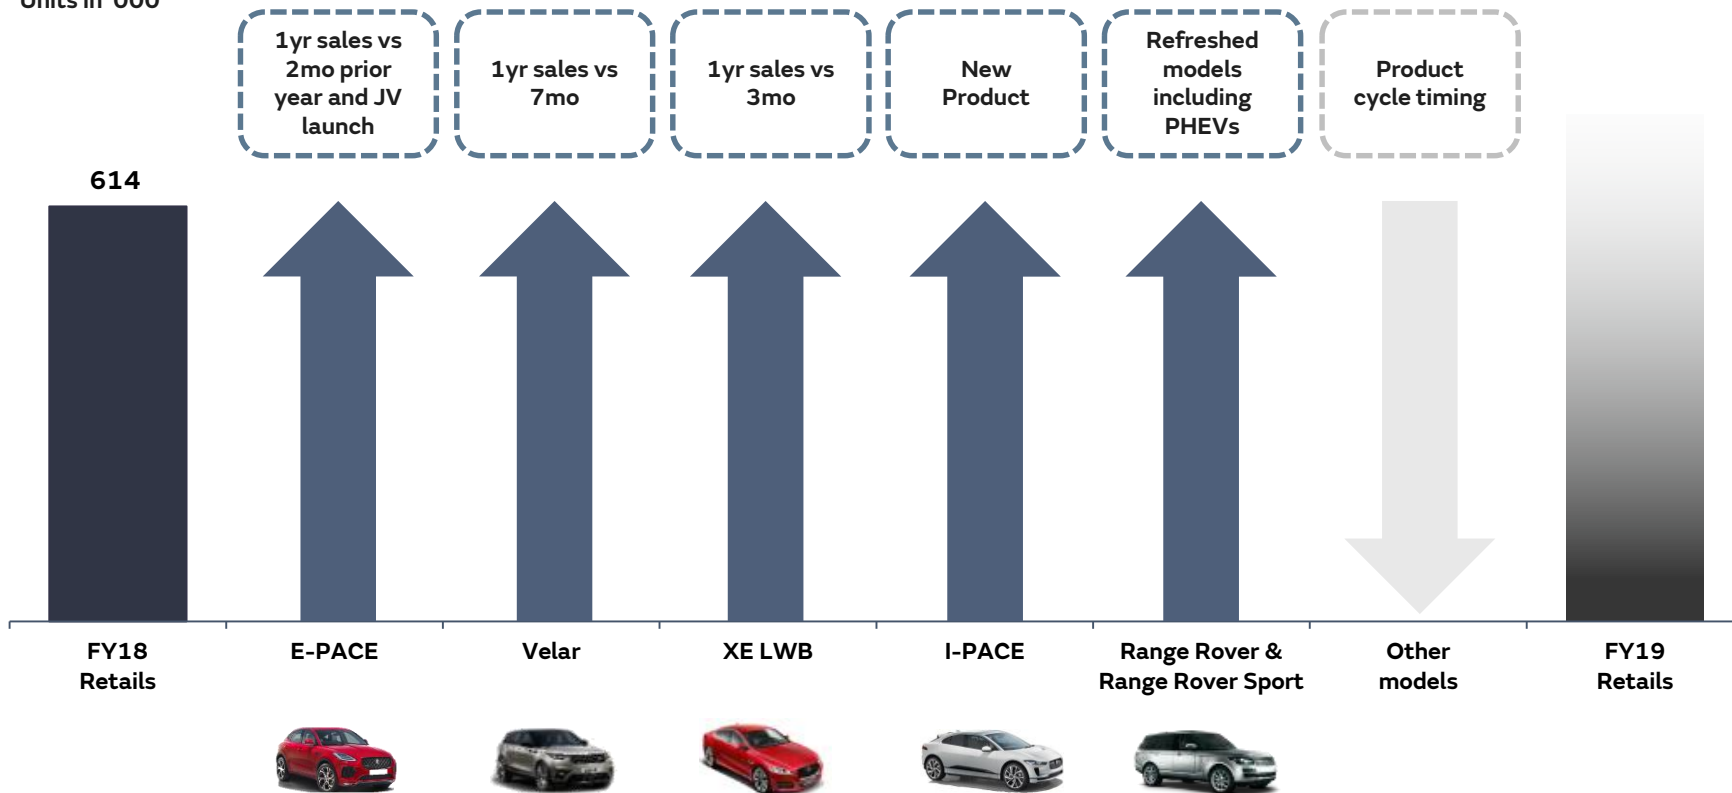 Units in '000
1yr sales vs
2mo prior
year and JV
launch
1yr sales vs
7mo
1yr sales vs
3mo
New
Product
Refreshed
models
including
PHEVs
Product
cycle timing
614
FY18
Retails
E-PACE
Velar
XE LWB
I-PACE
Range Rover &
Range Rover Sport
Other
models
FY19
Retails